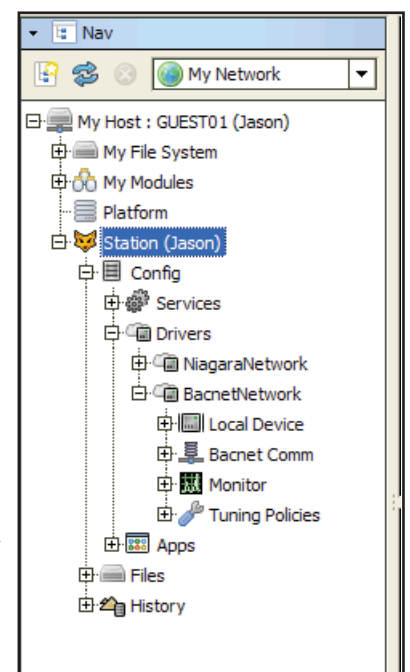 Nav
My Network
My Host : GUEST01 (Jason)
My File System
My Modules
Platform
Station (Jason)
Config
Services
Drivers
NiagaraNetwork
BacnetNetwork
Local Device
Bacnet Comm
Monitor
Tuning Policies
Apps
Files
History